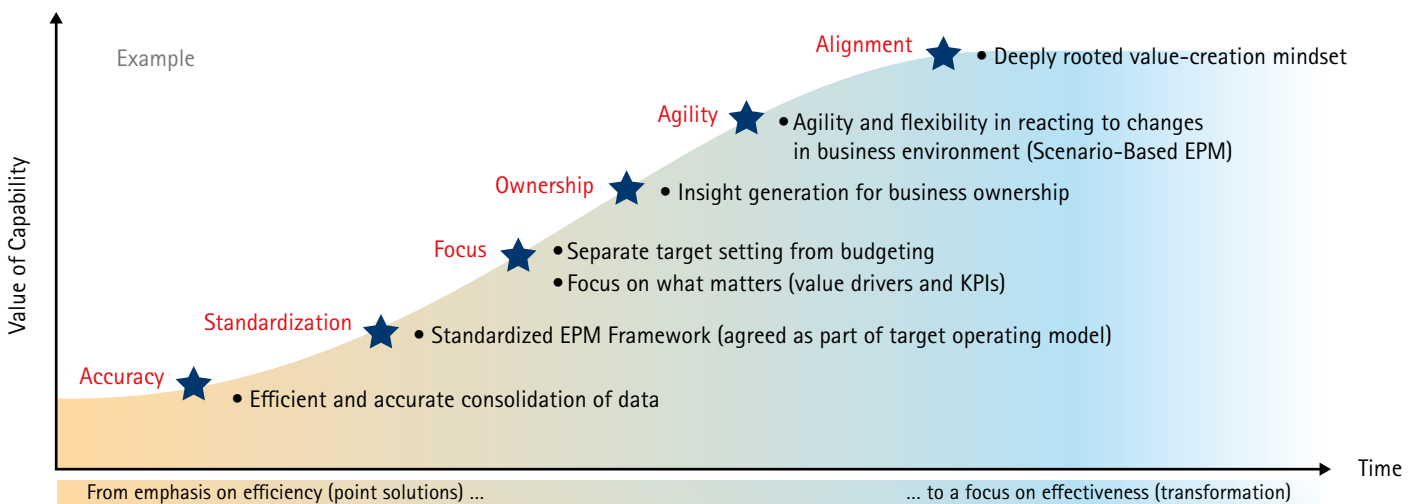 Example
Value of Capability
Alignment
• Deeply rooted value-creation mindset
Agility
• Agility and flexibility in reacting to changes
in business environment (Scenario-Based EPM)
Ownership
• Insight generation for business ownership
Focus
• Separate target setting from budgeting
• Focus on what matters (value drivers and KPIs)
Standardization
• Standardized EPM Framework (agreed as part of target operating model)
Accuracy
• Efficient and accurate consolidation of data
Time
From emphasis on efficiency (point solutions) ...
... to a focus on effectiveness (transformation)